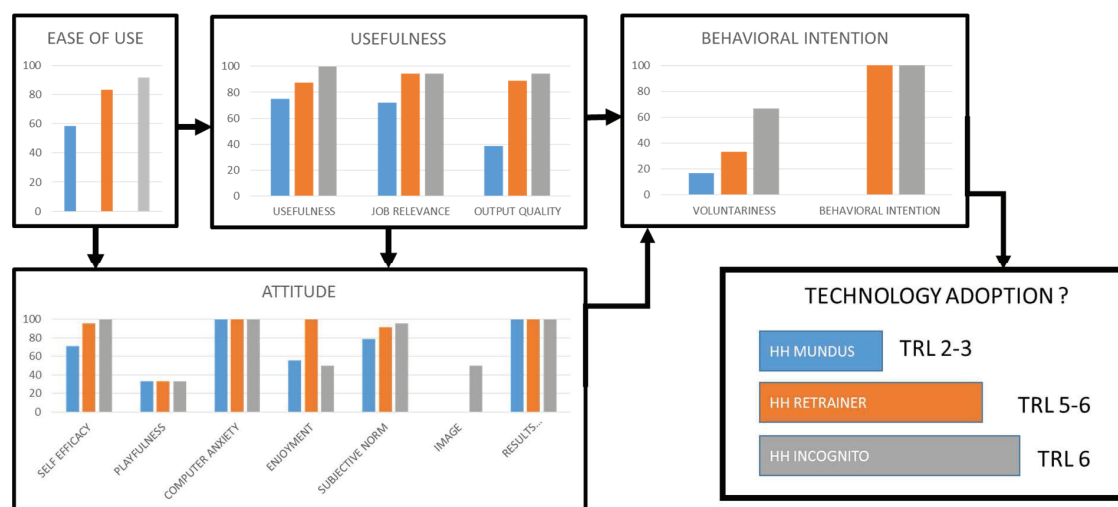 EASE OF USE
100
80
60
40
20
0
USEFULNESS
100
80
60
40
20
0
USEFULNESS JOB RELEVANCE OUTPUT QUALITY
BEHAVIORAL INTENTION
100
80
60
40
20
0
VOLUNTARINESS BEHAVIORAL INTENTION
ATTITUDE
100
80
60
40
20
0
SELF EFFICACY
PLAYFULNESS
COMPUTER ANXIETY
ENJOYMENT
SUBJECTIVE NORM
IMAGE
RESULTS...
TECHNOLOGY ADOPTION ?
HH MUNDUS TRL 2-3
HH RETRAINER TRL 5-6
HH INCOGNITO TRL 6